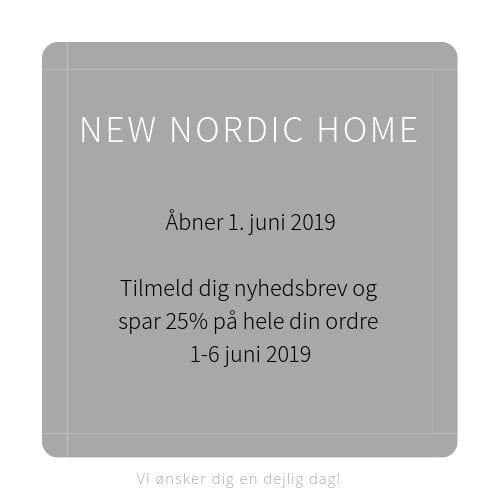 NEW NORDIC HOME
Åbner 1. juni 2019
Tilmeld dig nyhedsbrev og
spar 25% på hele din ordre
1-6 juni 2019
VI ønsker dig en dejlig dag!